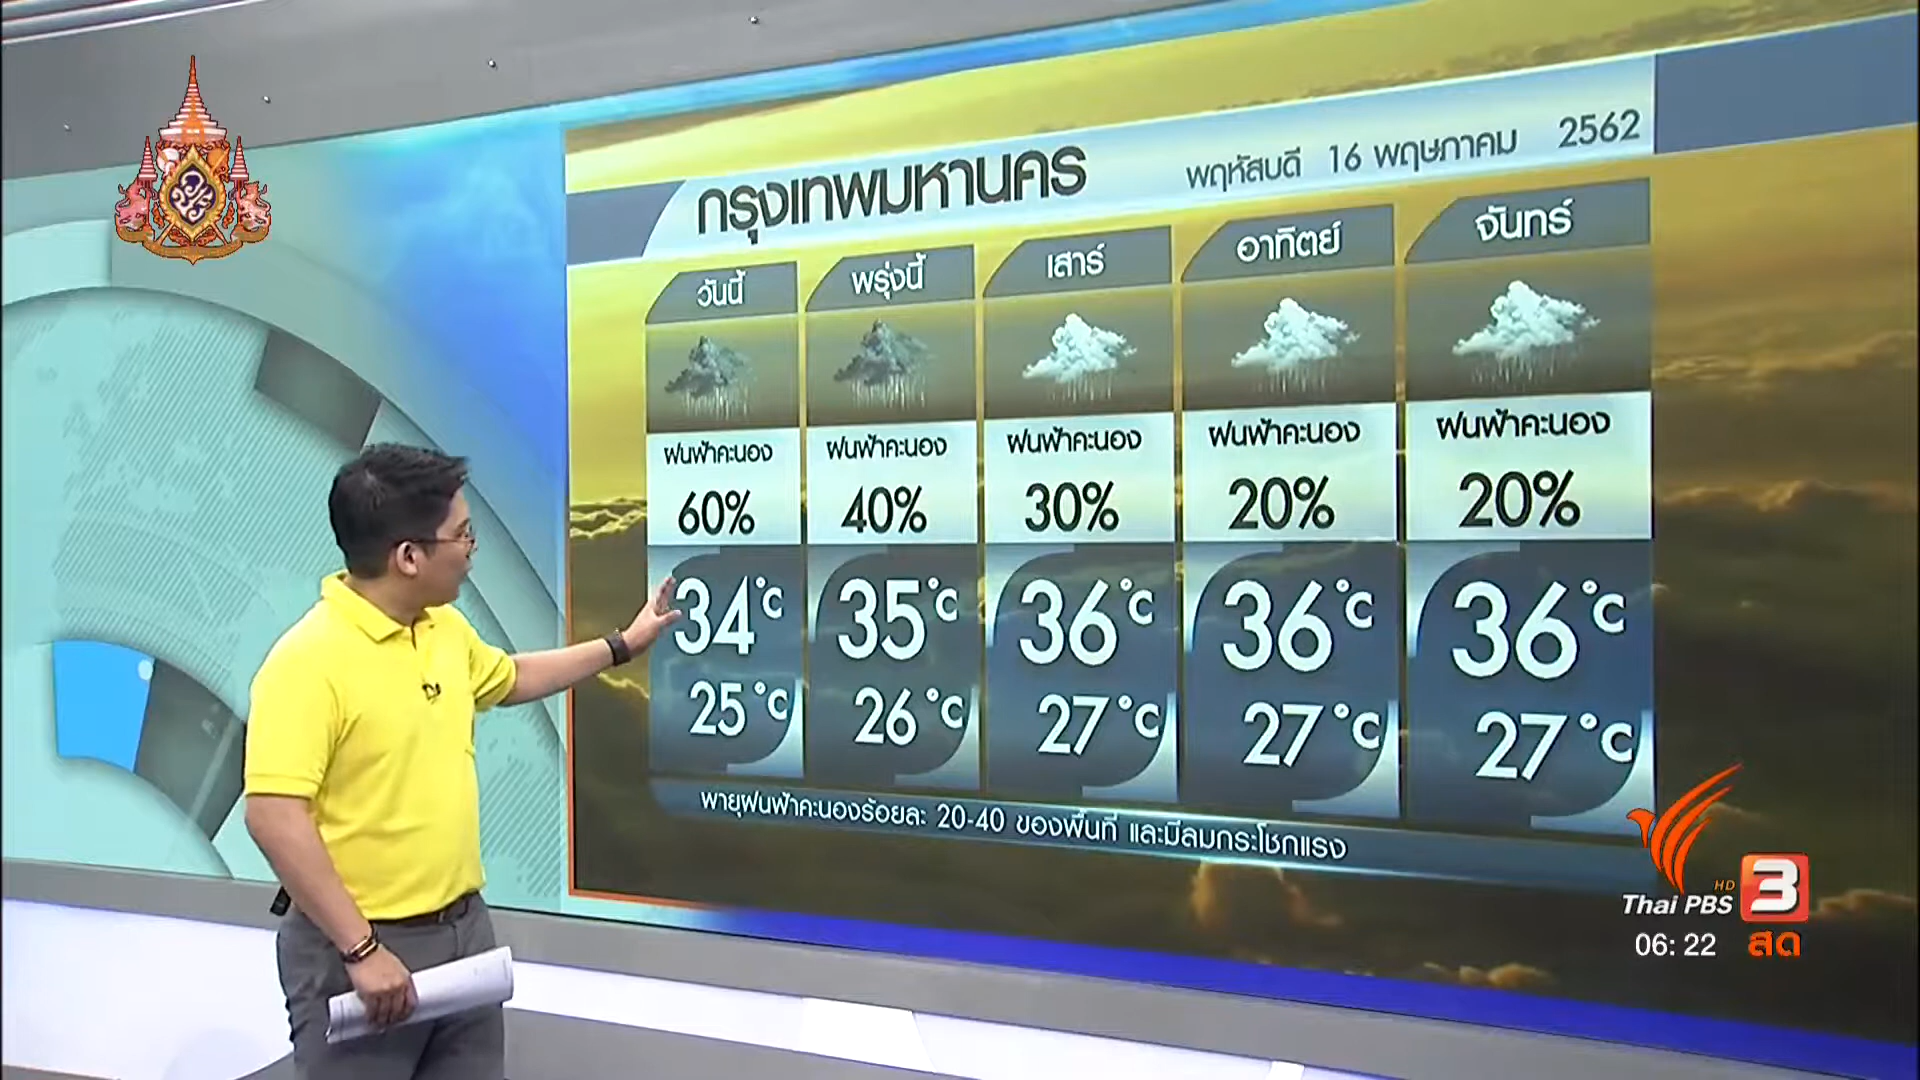 กรุงเทพมหานคร
พฤหัสบดี 16 พฤษภาคม 2562
วันนี้ พรุ่งนี้ เสาร์ อาทิตย์ จันทร์
ฝนฟ้าคะนอง ฝนฟ้าคะนอง ฝนฟ้าคะนอง ฝนฟ้าคะนอง ฝนฟ้าคะนอง
60% 40% 30% 20% 20%
34°C 35°C 36°C 36°C 36°C
25°C 26°C 27°C 27°C 27°C
พายุฝนฟ้าคะนองร้อยละ 20-40 ของพื้นที่ และมีลมกระโชกแรง
HD
Thai PBS 3
06:22 สด